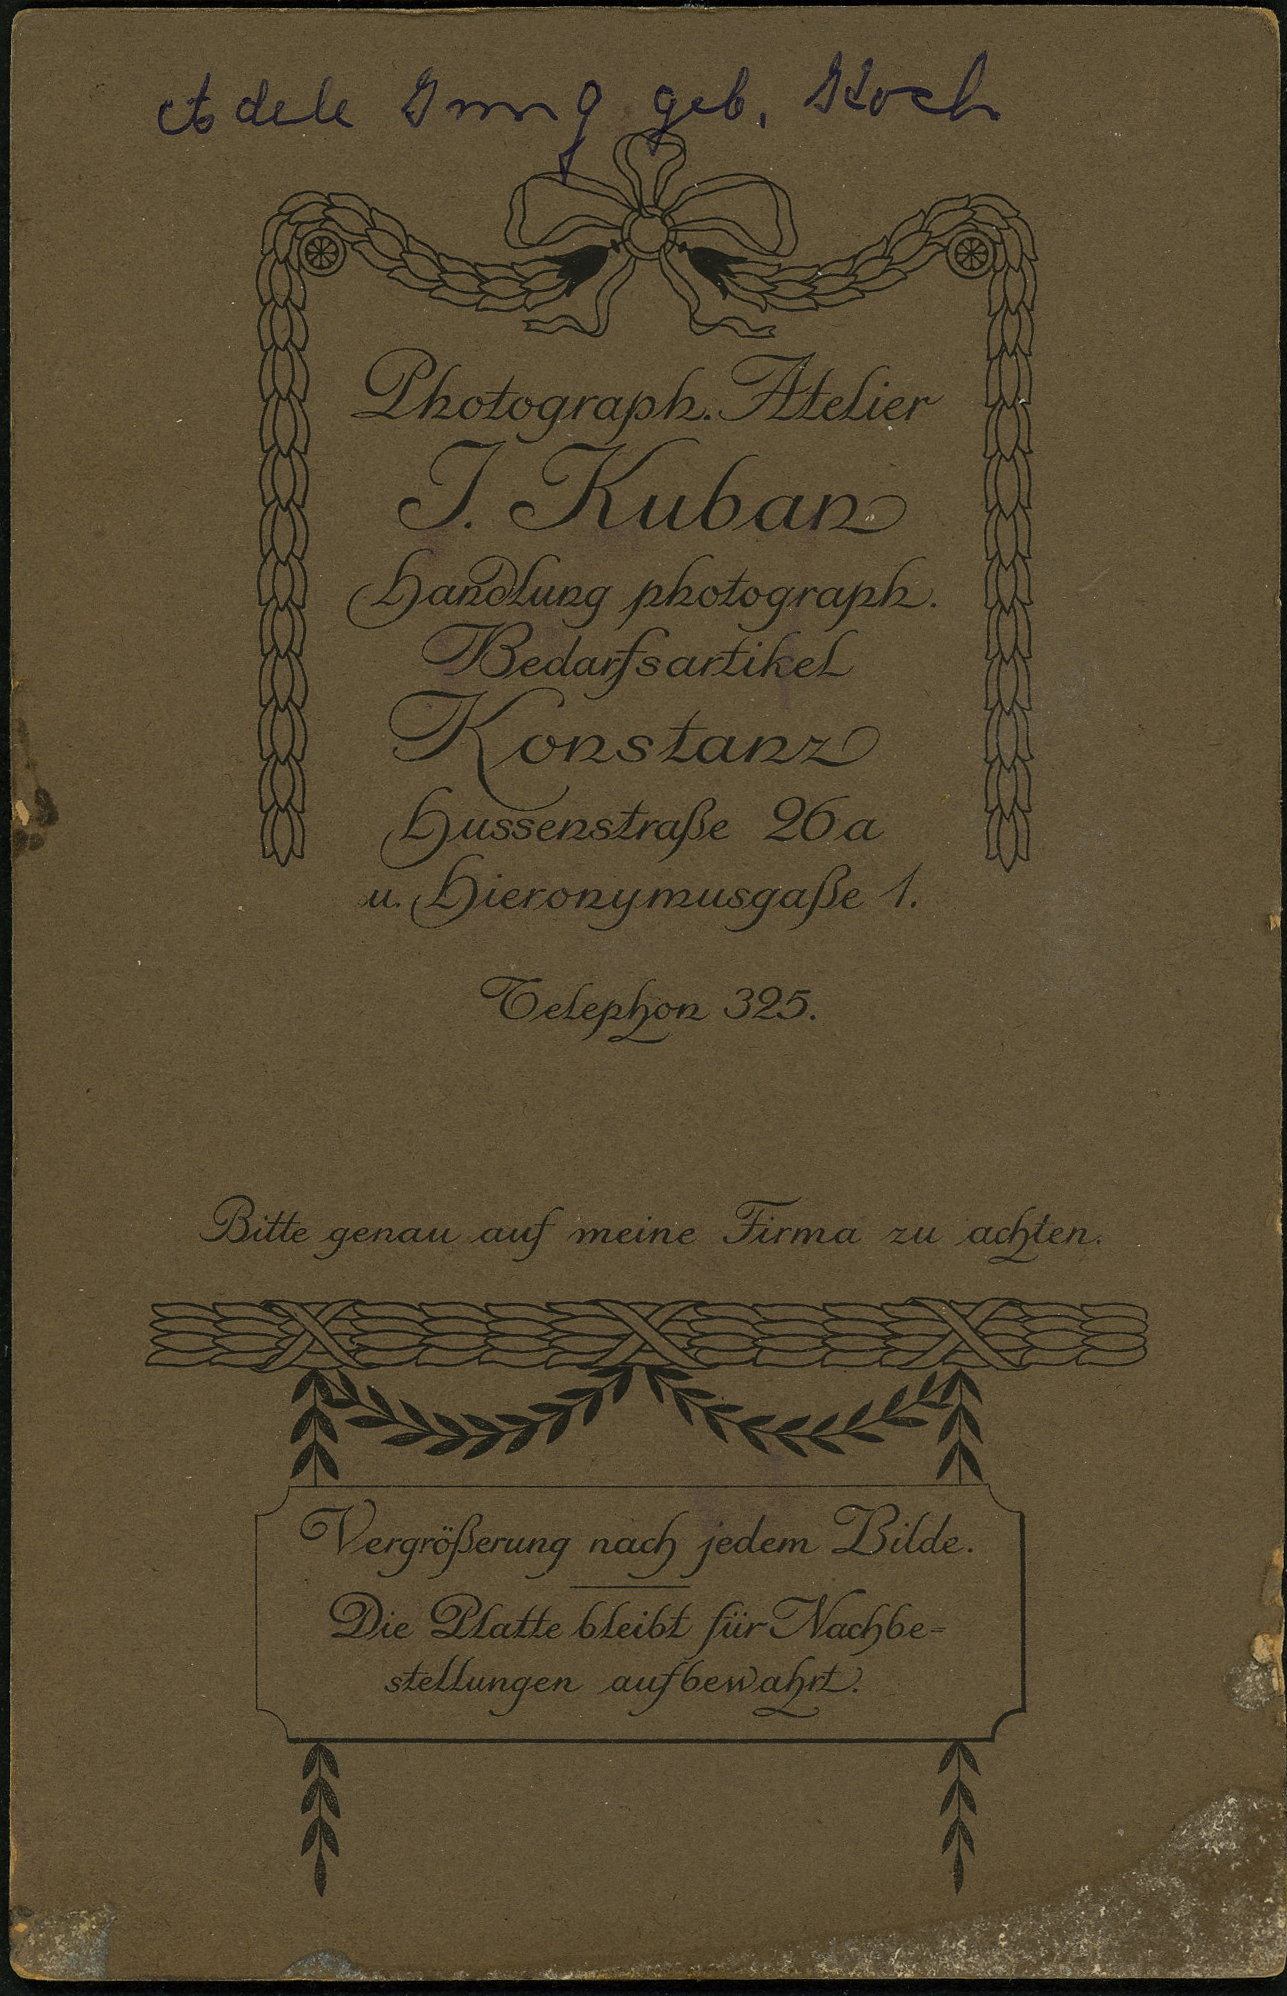 Adele geb. Koch
Photograph. Atelier
J. Kuban
Handlung photograph.
Bedarfsartikel
Konstanz
Hussenstraße 26a
u. Hieronymusgaße 1.
Telephon 325.
Bitte genau auf meine Firma zu achten.
Vergrößerung nach jedem Bilde.
Die Platte bleibt für Nachbe=
stellungen aufbewahrt.